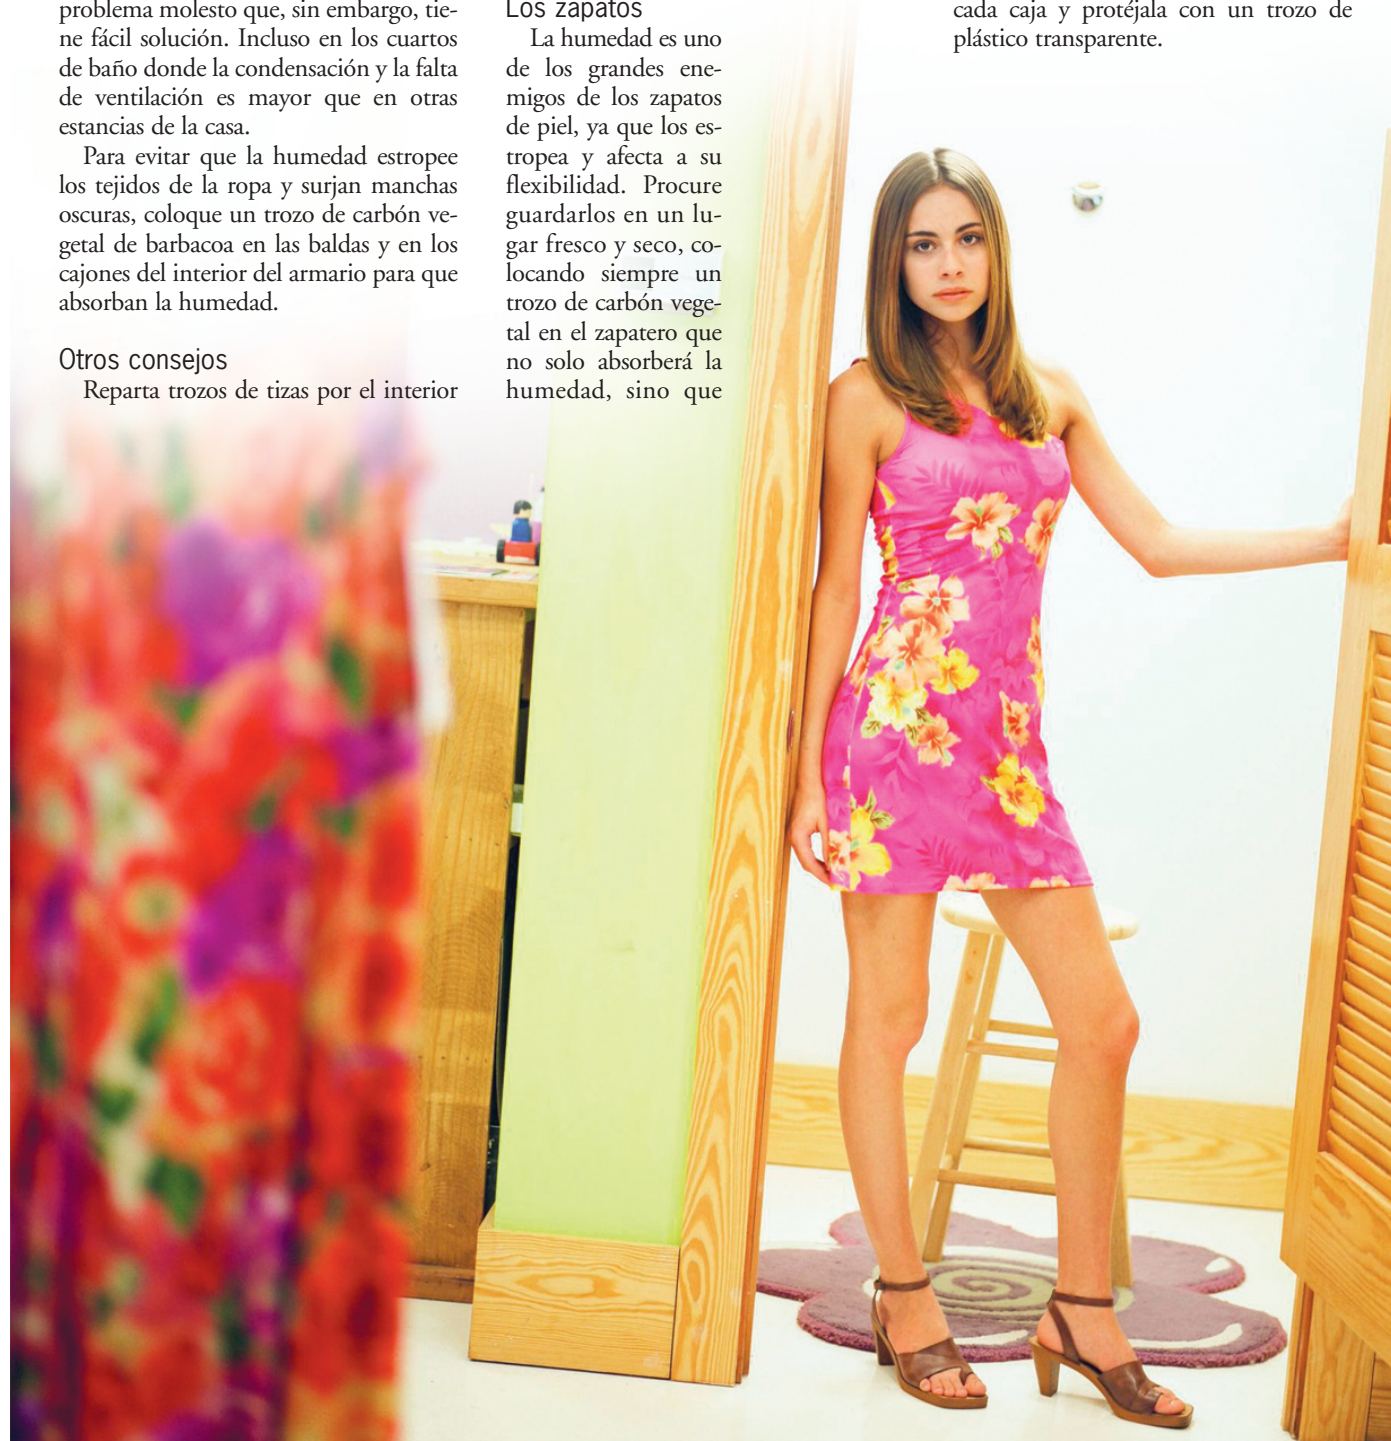 problema molesto que, sin embargo, tie-
ne fácil solución. Incluso en los cuartos
de baño donde la condensación y la falta
de ventilación es mayor que en otras
estancias de la casa.
Para evitar que la humedad estropee
los tejidos de la ropa y surjan manchas
oscuras, coloque un trozo de carbón ve-
getal de barbacoa en las baldas y en los
cajones del interior del armario para que
absorban la humedad.
Otros consejos
Reparta trozos de tizas por el interior
Los zapatos
La humedad es uno
de los grandes ene-
migos de los zapatos
de piel, ya que los es-
tropea y afecta a su
flexibilidad. Procure
guardarlos en un lu-
gar fresco y seco, co-
locando siempre un
trozo de carbón vege-
tal en el zapatero que
no solo absorberá la
humedad, sino que
cada caja y protéjala con un trozo de
plástico transparente.